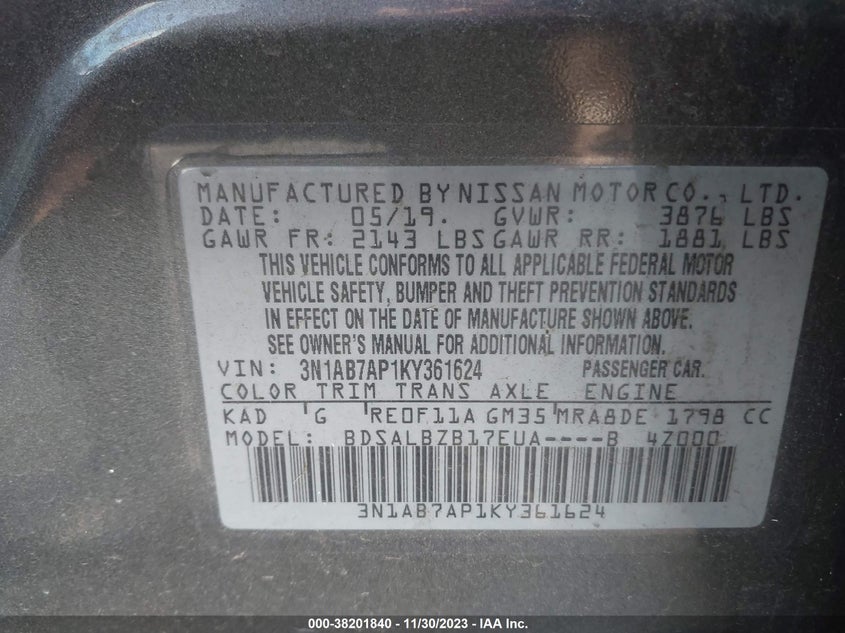 MANUFACTURED BY NISSAN MOTOR CO., LTD.
DATE: 05/19. GVWR: 3876 LBS
GAWR FR: 2143 LBS GAWR RR: 1881 LBS
THIS VEHICLE CONFORMS TO ALL APPLICABLE FEDERAL MOTOR
VEHICLE SAFETY, BUMPER AND THEFT PREVENTION STANDARDS
IN EFFECT ON THE DATE OF MANUFACTURE SHOWN ABOVE.
SEE OWNER'S MANUAL FOR ADDITIONAL INFORMATION.
VIN: 3N1AB7AP1KY361624 PASSENGER CAR.
COLOR TRIM TRANS AXLE ENGINE
KAD G RE0F11A GM35 MRA8DE 1798 CC
MODEL: BDSALBZB17EUA----B 4Z000
3N1AB7AP1KY361624
000-38201840 - 11/30/2023 - IAA Inc.